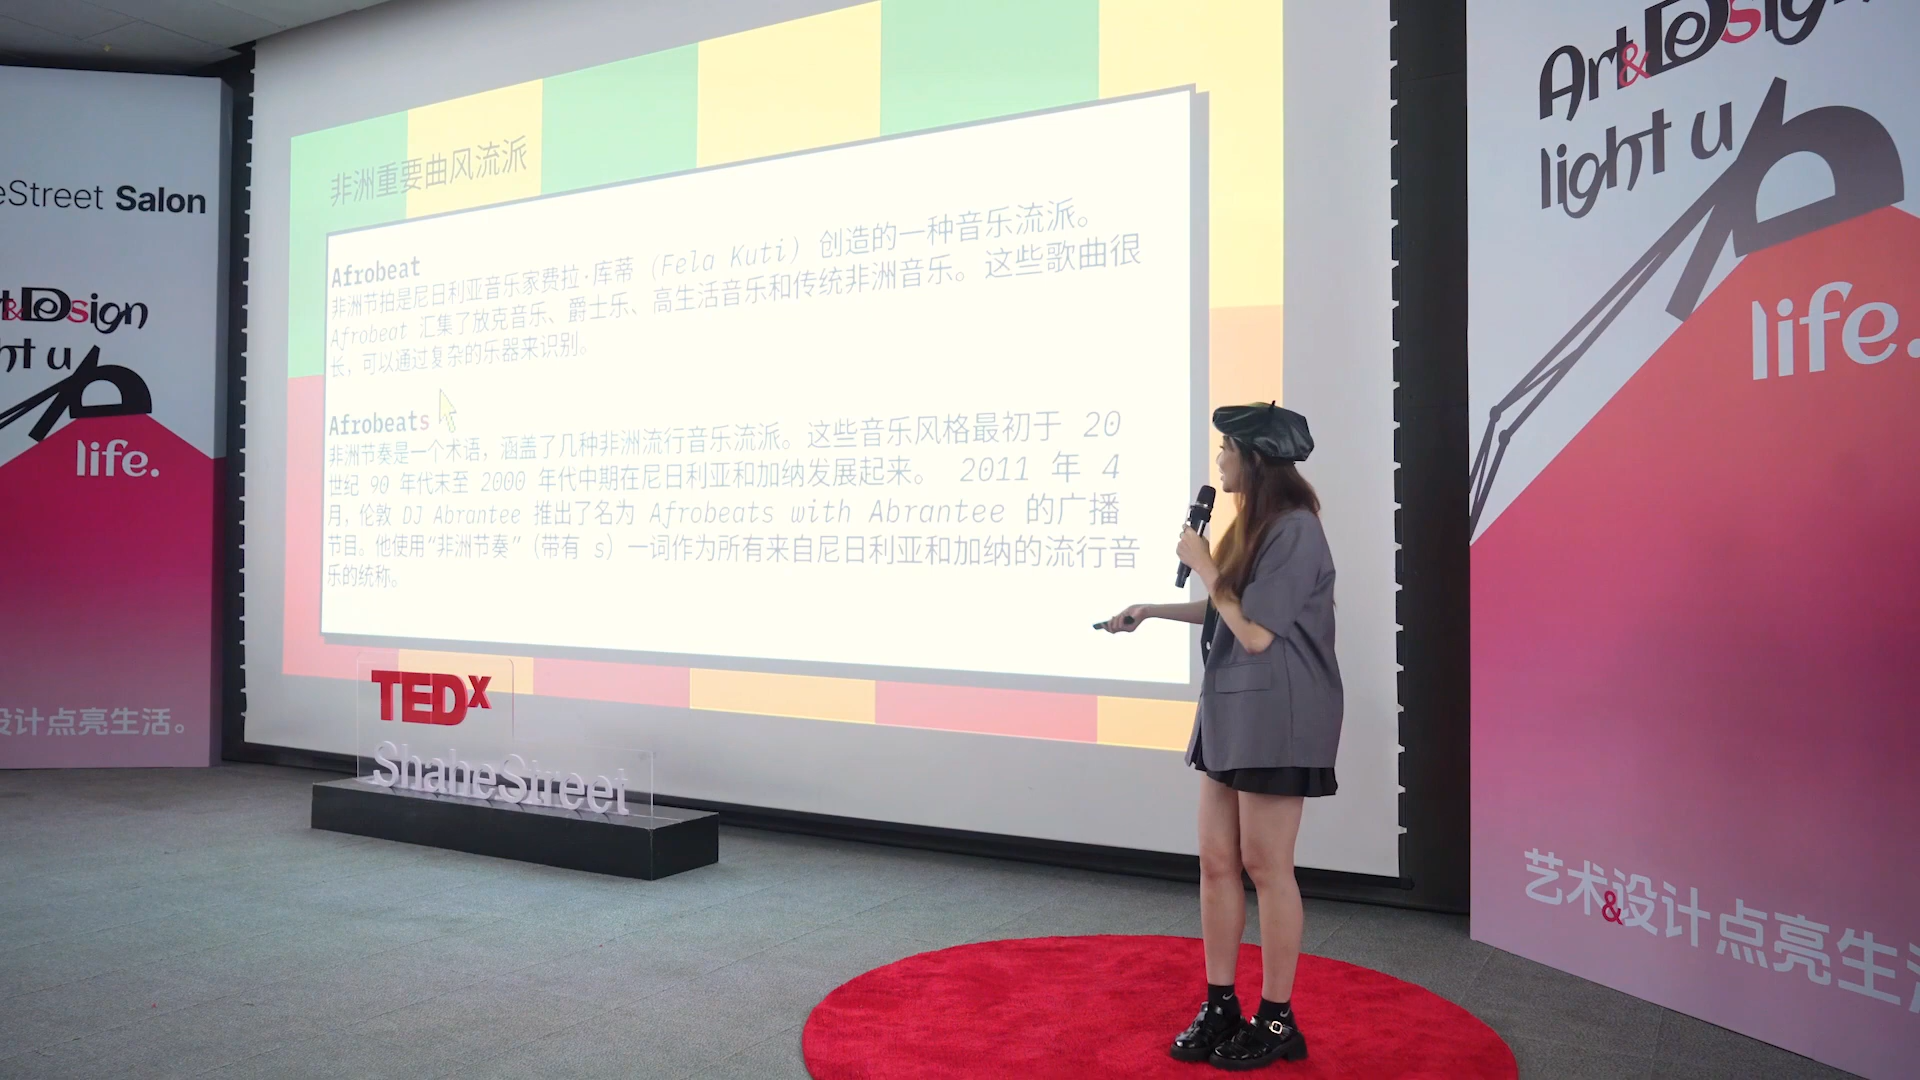 eStreet Salon
t&Design
ht up
life.
设计点亮生活。
非洲重要曲风流派
Afrobeat
非洲节拍是尼日利亚音乐家费拉·库蒂 (Fela Kuti) 创造的一种音乐流派。
Afrobeat 汇集了放克音乐、爵士乐、高生活音乐和传统非洲音乐。这些歌曲很
长，可以通过复杂的乐器来识别。
Afrobeats
非洲节奏是一个术语，涵盖了几种非洲流行音乐流派。这些音乐风格最初于 20
世纪 90 年代末至 2000 年代中期在尼日利亚和加纳发展起来。 2011 年 4
月，伦敦 DJ Abrantee 推出了名为 Afrobeats with Abrantee 的广播
节目。他使用“非洲节奏”（带有 s）一词作为所有来自尼日利亚和加纳的流行音
乐的统称。
TEDx
ShaheStreet
Art&Design
light up
life.
艺术&设计点亮生活